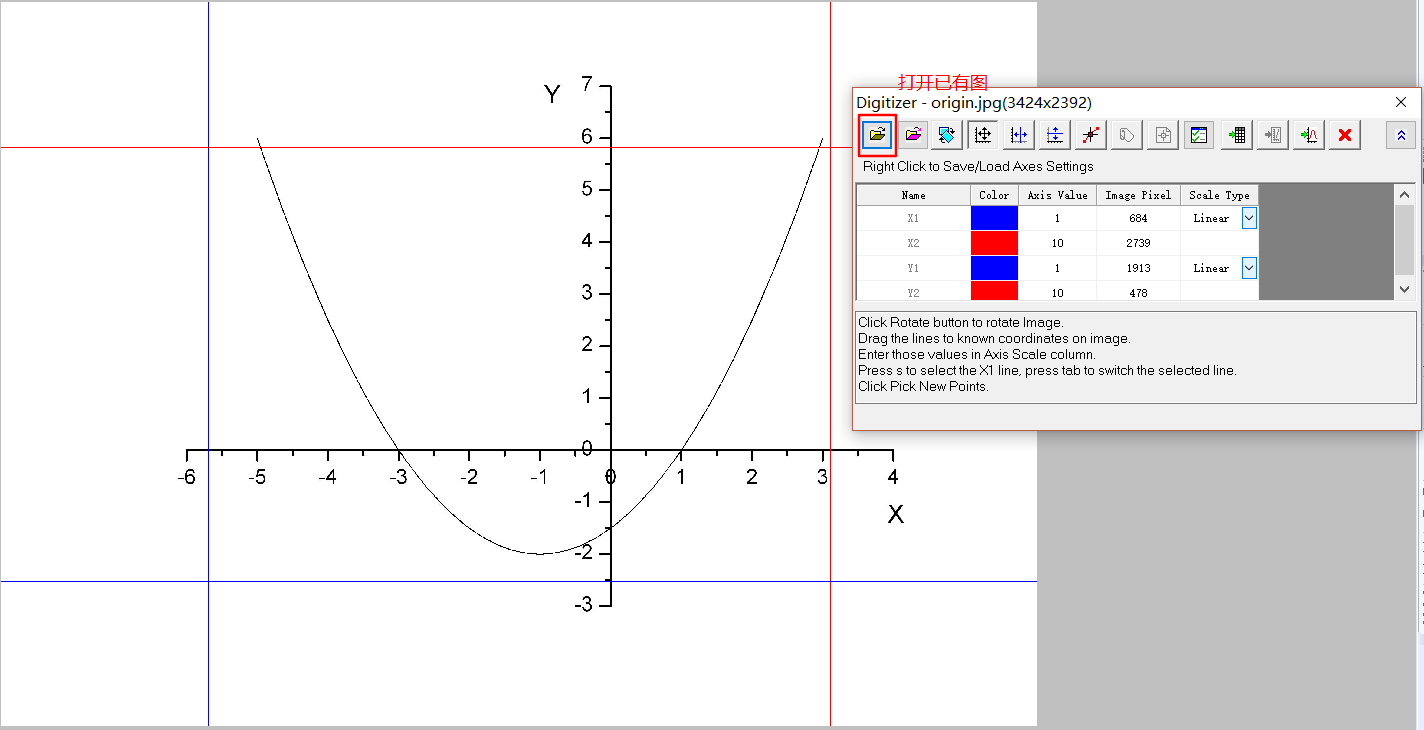 打开已有图
Digitizer - origin.jpg(3424x2392)
Right Click to Save/Load Axes Settings
Name Color Axis Value Image Pixel Scale Type
X1 1 684 Linear
X2 10 2739
Y1 1 1913 Linear
Y2 10 478
Click Rotate button to rotate Image.
Drag the lines to known coordinates on image.
Enter those values in Axis Scale column.
Press s to select the X1 line, press tab to switch the selected line.
Click Pick New Points.
Y
7
6
5
4
3
2
1
0
-6 -5 -4 -3 -2 -1 0 1 2 3 4
-1
X
-2
-3